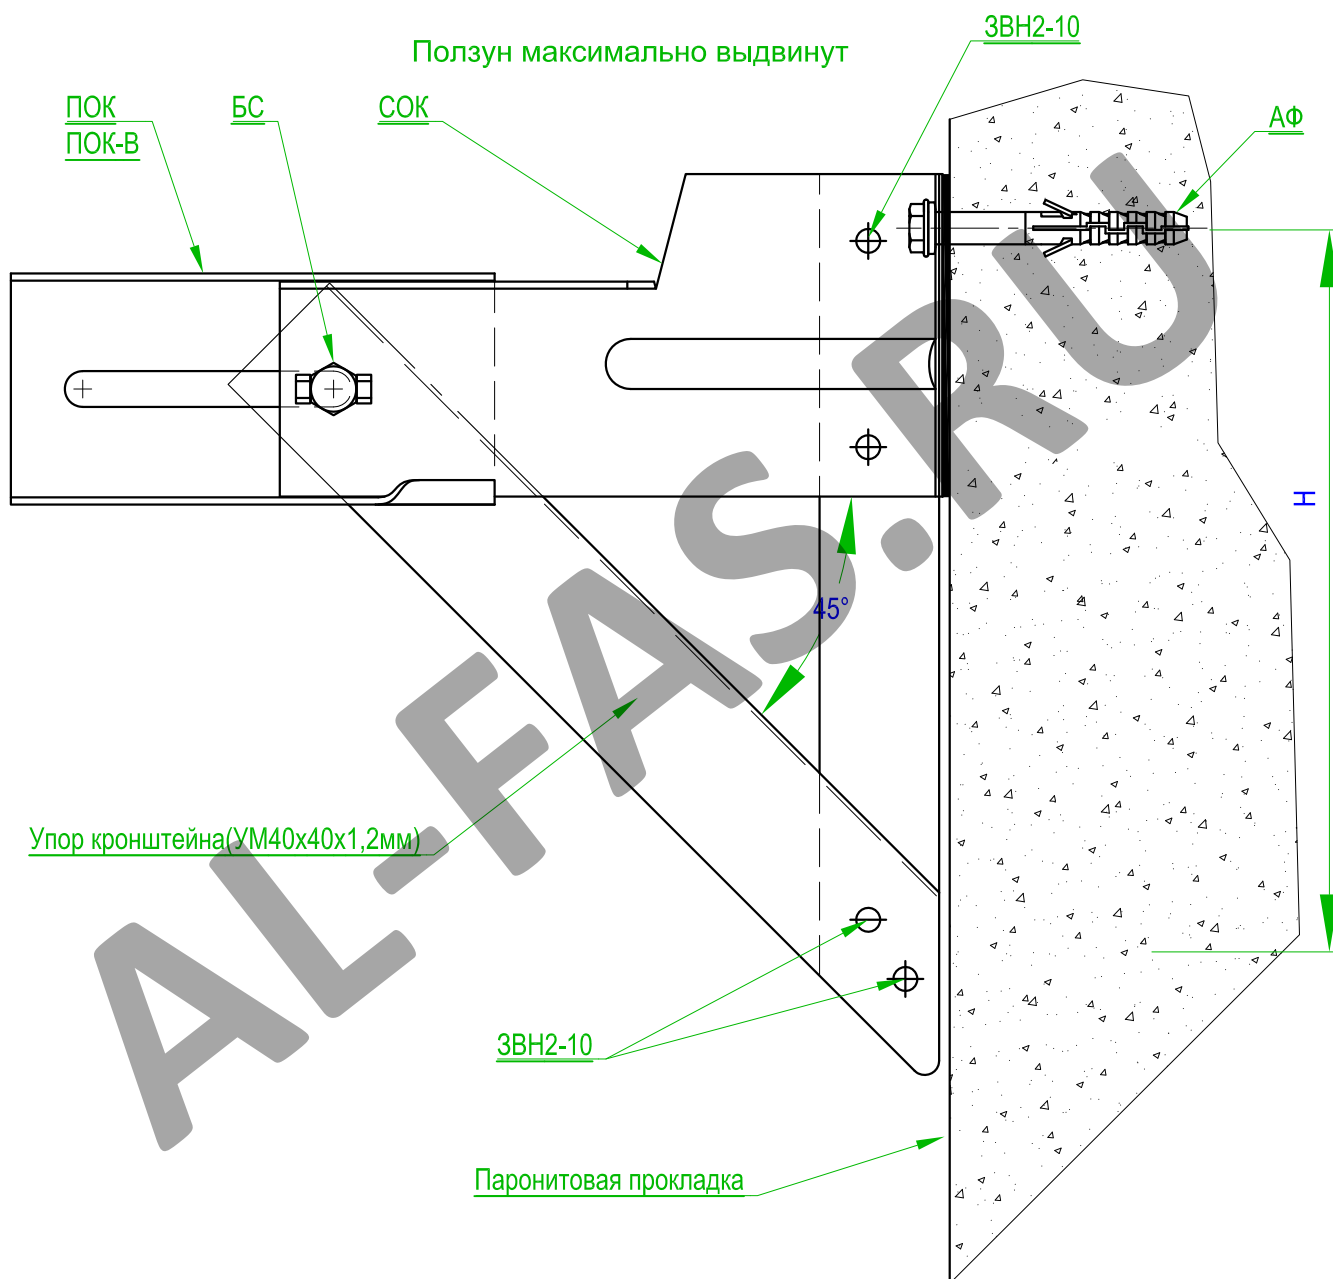 ЗВН2-10
Ползун максимально выдвинут
ПОК
ПОК-В
БС
СОК
АФ
H
45°
Упор кронштейна(УМ40х40х1,2мм)
ЗВН2-10
Паронитовая прокладка
AL-FAS.RU